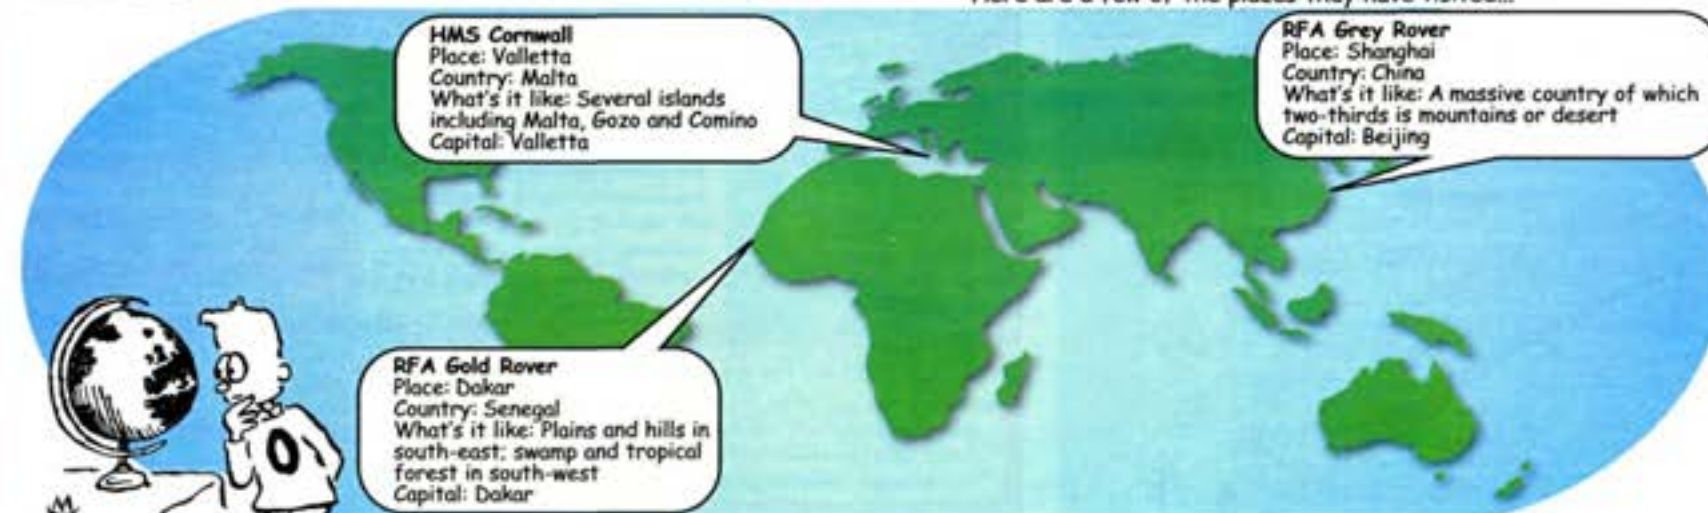 HMS Cornwall
Place: Valletta
Country: Malta
What's it like: Several islands
including Malta, Gozo and Comino
Capital: Valletta
RFA Grey Rover
Place: Shanghai
Country: China
What's it like: A massive country of which
two-thirds is mountains or desert
Capital: Beijing
RFA Gold Rover
Place: Dakar
Country: Senegal
What's it like: Plains and hills in
south-east; swamp and tropical
forest in south-west
Capital: Dakar
O